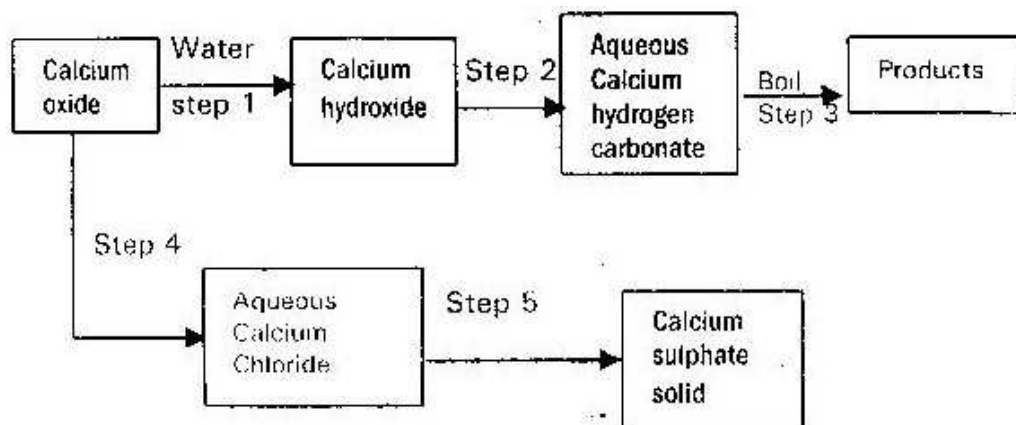 Calcium
oxide
Water
step 1
Calcium
hydroxide
Step 2
Aqueous
Calcium
hydrogen
carbonate
Boil
Step 3
Products
Step 4
Aqueous
Calcium
Chloride
Step 5
Calcium
sulphate
solid